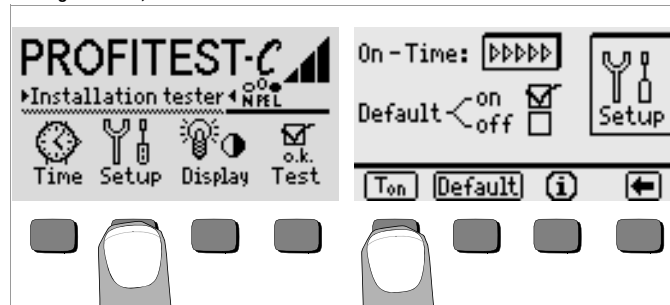 PROFITEST-C
▸Installation tester◂ N PE L
Time Setup Display o.k. Test
On-Time: ▷▷▷▷▷
Default on
off
Setup
Ton Default i